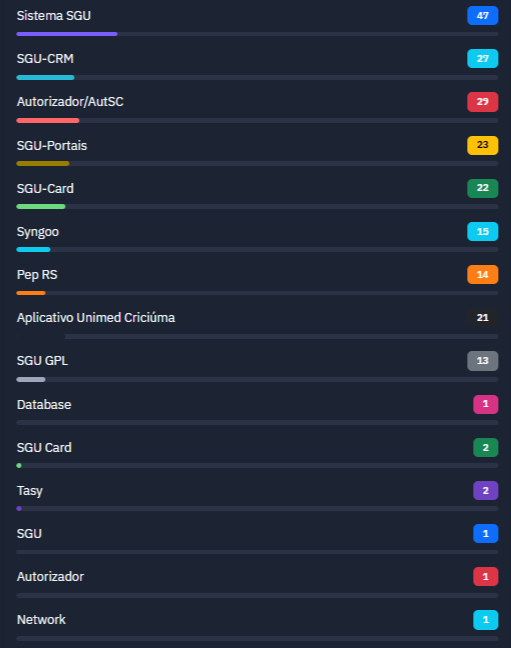 Sistema SGU 47
SGU-CRM 27
Autorizador/AutSC 29
SGU-Portais 23
SGU-Card 22
Syngoo 15
Pep RS 14
Aplicativo Unimed Criciúma 21
SGU GPL 13
Database 1
SGU Card 2
Tasy 2
SGU 1
Autorizador 1
Network 1